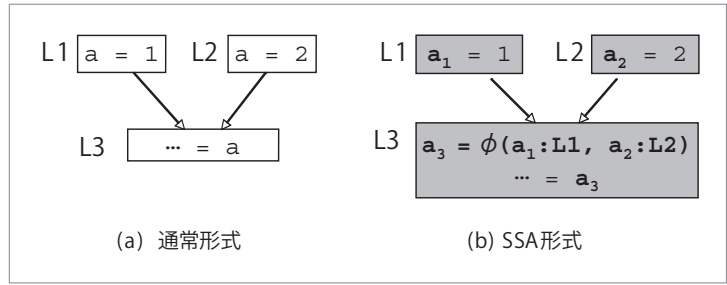 L1 a = 1 L2 a = 2
L3 … = a
(a) 通常形式
L1 a₁ = 1 L2 a₂ = 2
L3 a₃ = φ(a₁:L1, a₂:L2)
… = a₃
(b) SSA形式